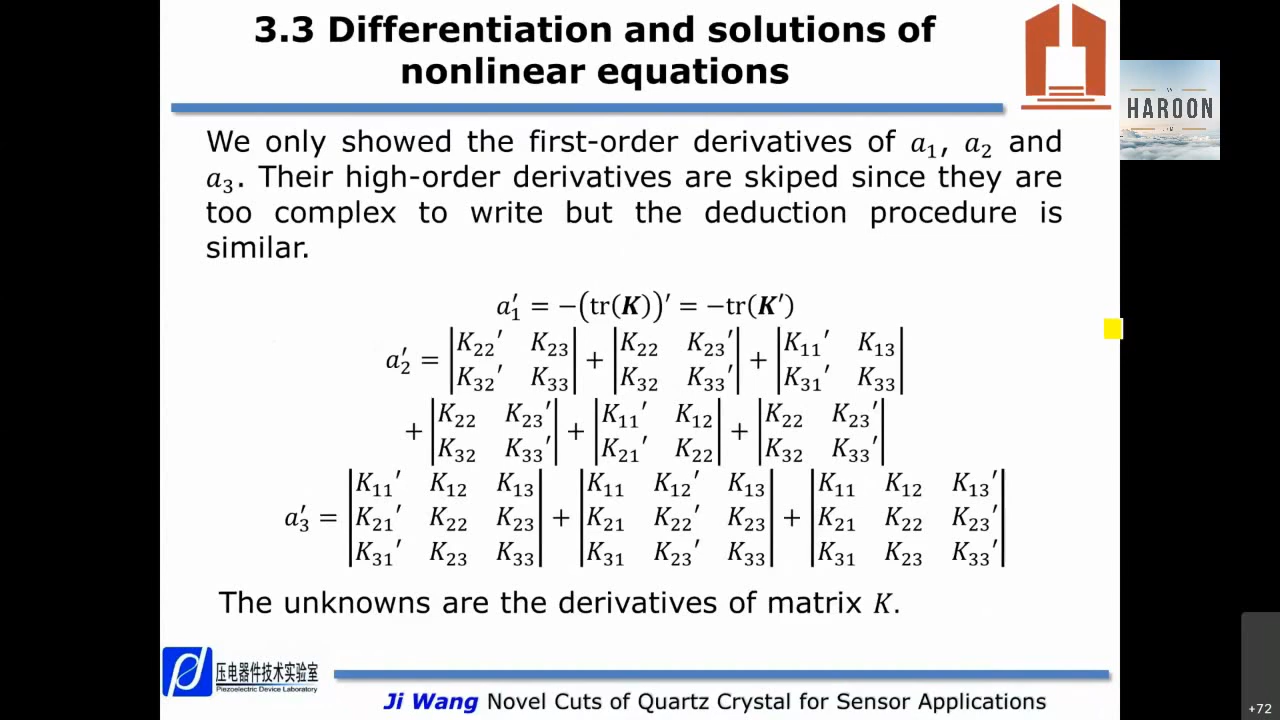 3.3 Differentiation and solutions of
nonlinear equations
HAROON
We only showed the first-order derivatives of a₁, a₂ and
a₃. Their high-order derivatives are skiped since they are
too complex to write but the deduction procedure is
similar.
a₁′ = −(tr(K))′ = −tr(K′)
a₂′ = |K₂₂′ K₂₃; K₃₂′ K₃₃| + |K₂₂ K₂₃′; K₃₂ K₃₃′| + |K₁₁′ K₁₃; K₃₁′ K₃₃|
+ |K₂₂ K₂₃′; K₃₂ K₃₃′| + |K₁₁′ K₁₂; K₂₁′ K₂₂| + |K₂₂ K₂₃′; K₃₂ K₃₃′|
a₃′ = |K₁₁′ K₁₂ K₁₃; K₂₁′ K₂₂ K₂₃; K₃₁′ K₂₃ K₃₃| + |K₁₁ K₁₂′ K₁₃; K₂₁ K₂₂′ K₂₃; K₃₁ K₂₃′ K₃₃| + |K₁₁ K₁₂ K₁₃′; K₂₁ K₂₂ K₂₃′; K₃₁ K₂₃ K₃₃′|
The unknowns are the derivatives of matrix K.
压电器件技术实验室
Piezoelectric Device Laboratory
Ji Wang Novel Cuts of Quartz Crystal for Sensor Applications
+72